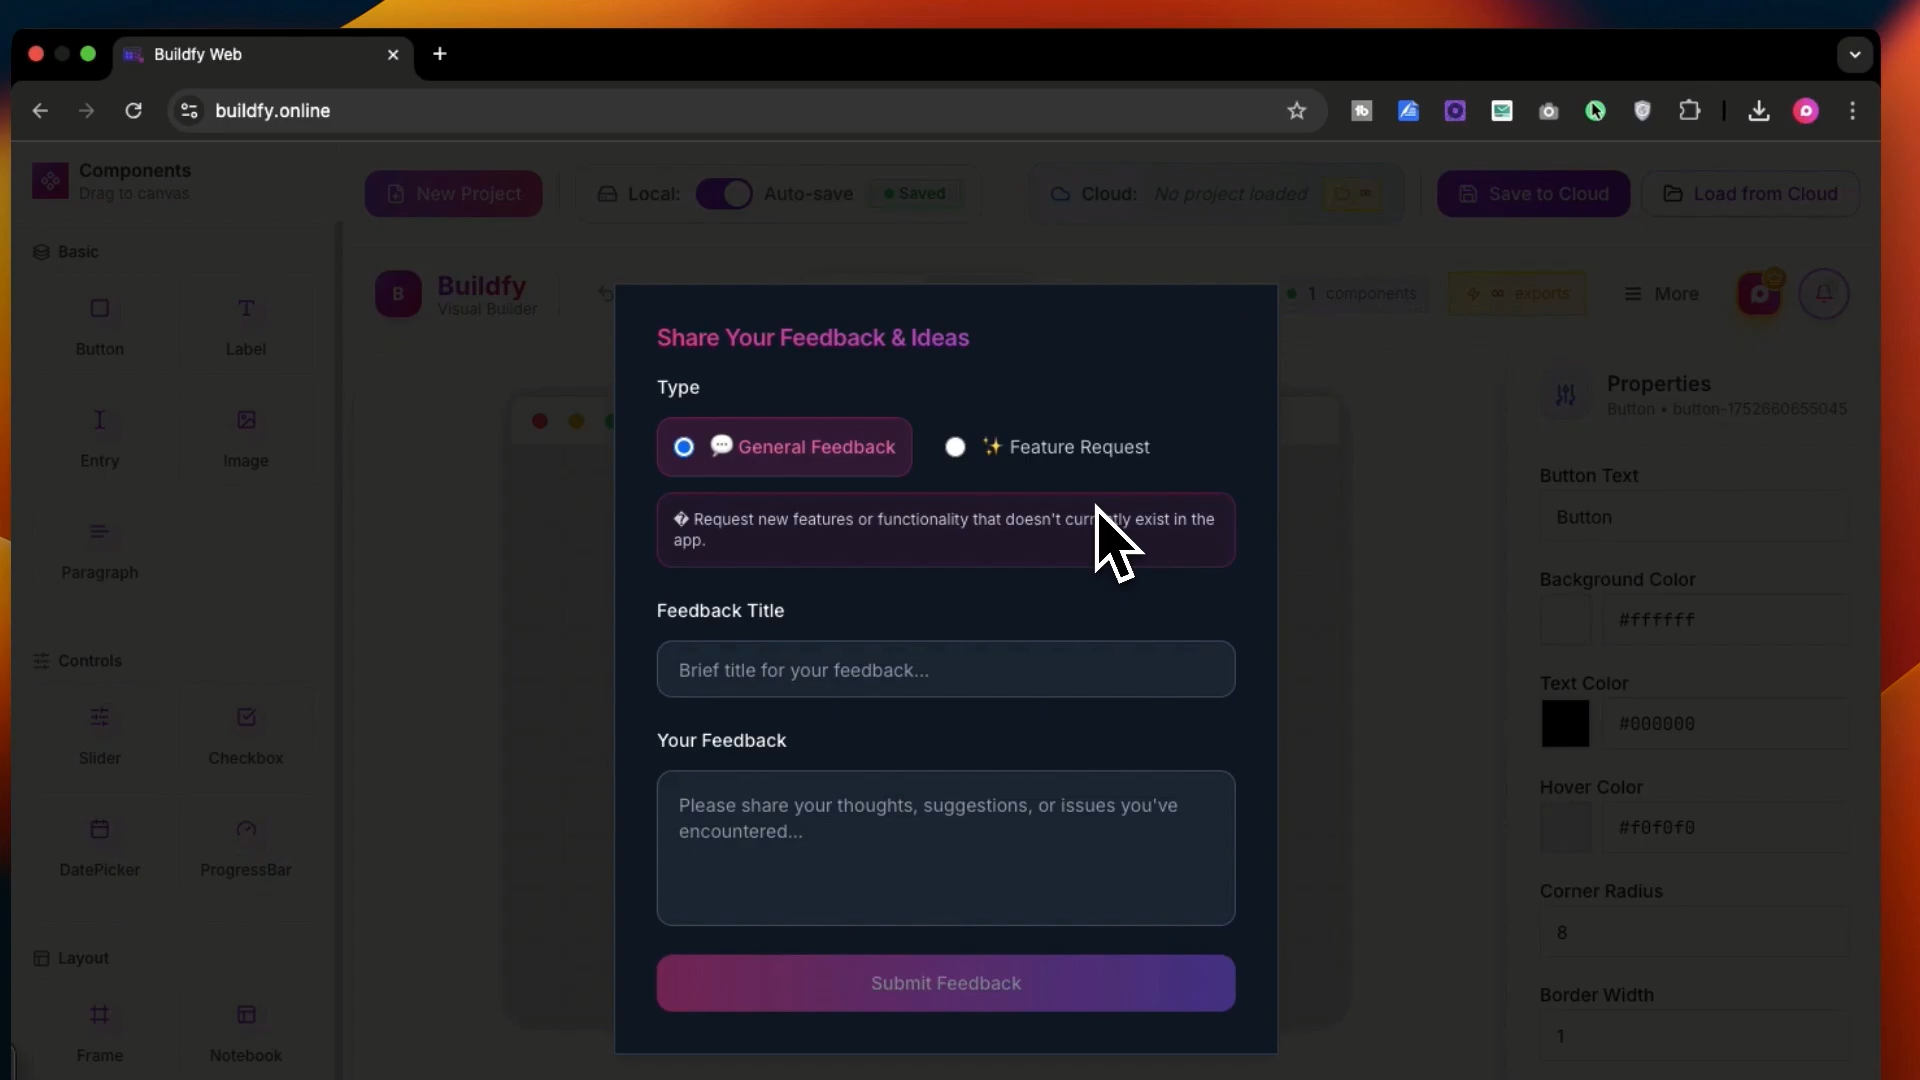 Buildfy Web
buildfy.online
Components
Drag to canvas
New Project
Local:
Auto-save
Saved
Cloud:
No project loaded
∞
Save to Cloud
Load from Cloud
Basic
Button
Label
Entry
Image
Paragraph
Controls
Slider
Checkbox
DatePicker
ProgressBar
Layout
Frame
Notebook
B
Buildfy
Visual Builder
1 components
∞ exports
More
Share Your Feedback & Ideas
Type
💬 General Feedback
✨ Feature Request
� Request new features or functionality that doesn't currently exist in the
app.
Feedback Title
Brief title for your feedback...
Your Feedback
Please share your thoughts, suggestions, or issues you've
encountered...
Submit Feedback
Properties
Button • button-1752660655045
Button Text
Button
Background Color
#ffffff
Text Color
#000000
Hover Color
#f0f0f0
Corner Radius
8
Border Width
1